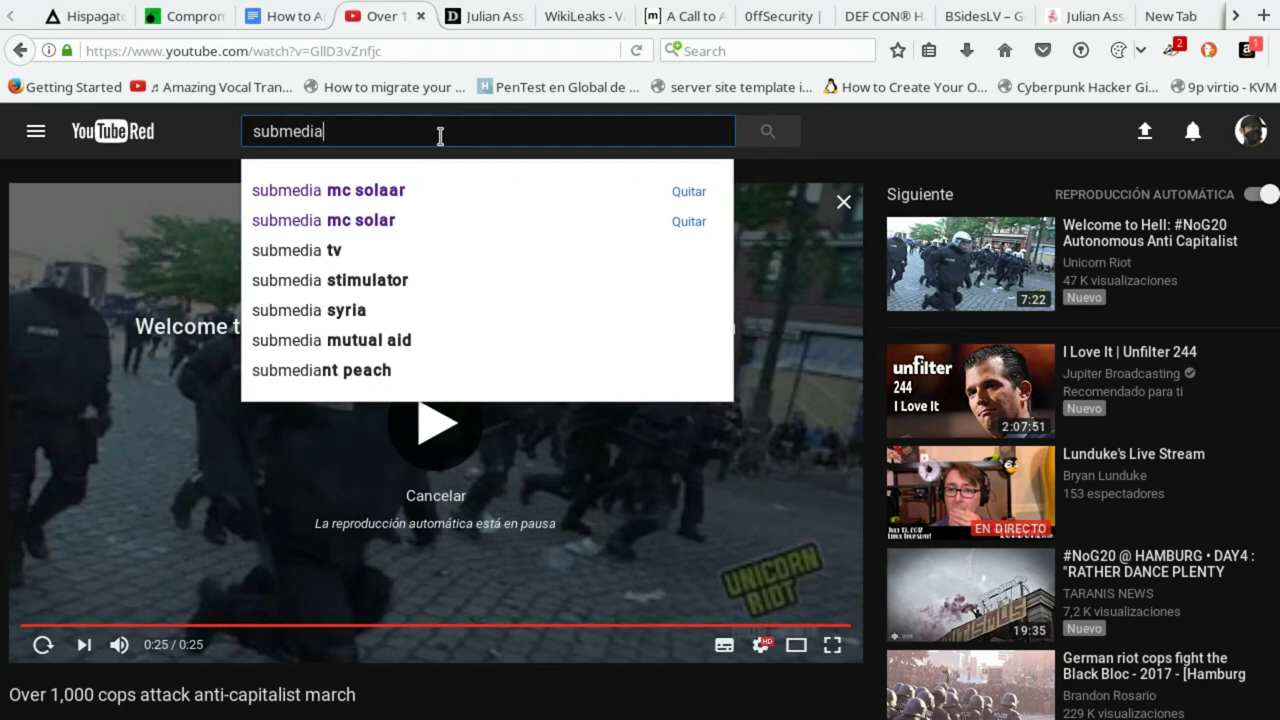 Hispagato
Comprom
How to A
Over 1
Julian Ass
WikiLeaks - V
A Call to A
0ffSecurity |
DEF CON® H
BSidesLV – G
Julian Ass
New Tab
https://www.youtube.com/watch?v=GllD3vZnfjc
Search
2
1
Getting Started
♬ Amazing Vocal Tran...
How to migrate your ...
PenTest en Global de ...
server site template i...
How to Create Your O...
Cyberpunk Hacker Gi...
9p virtio - KVM
YouTube Red
submedia
submedia mc solaar Quitar
submedia mc solar Quitar
submedia tv
submedia stimulator
submedia syria
submedia mutual aid
submediant peach
Welcome t
Cancelar
La reproducción automática está en pausa
UNICORN
RIOT
0:25 / 0:25
HD
Over 1,000 cops attack anti-capitalist march
Siguiente
REPRODUCCIÓN AUTOMÁTICA
Welcome to Hell: #NoG20
Autonomous Anti Capitalist
Unicorn Riot
47 K visualizaciones
Nuevo
7:22
unfilter
244
I Love It
2:07:51
I Love It | Unfilter 244
Jupiter Broadcasting
Recomendado para ti
Nuevo
EN DIRECTO
Lunduke's Live Stream
Bryan Lunduke
153 espectadores
19:35
#NoG20 @ HAMBURG • DAY4 :
"RATHER DANCE PLENTY
TARANIS NEWS
7,2 K visualizaciones
Nuevo
German riot cops fight the
Black Bloc - 2017 - [Hamburg
Brandon Rosario
229 K visualizaciones